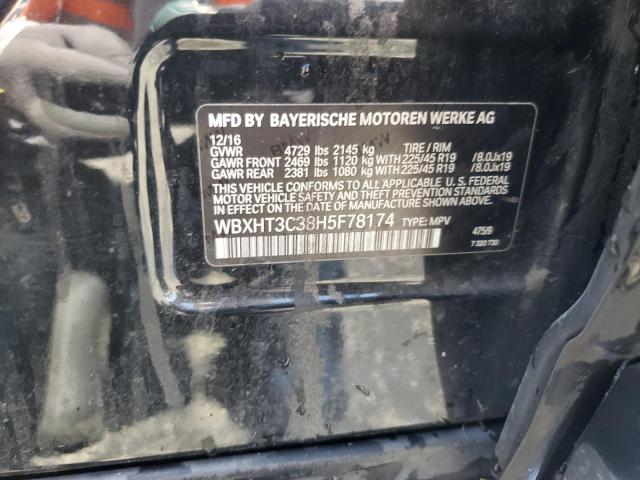 MFD BY BAYERISCHE MOTOREN WERKE AG
12/16
GVWR 4729 lbs 2145 kg TIRE / RIM
GAWR FRONT 2469 lbs 1120 kg WITH 225/45 R19 /8.0Jx19
GAWR REAR 2381 lbs 1080 kg WITH 225/45 R19 /8.0Jx19
THIS VEHICLE CONFORMS TO ALL APPLICABLE U.S. FEDERAL
MOTOR VEHICLE SAFETY AND THEFT PREVENTION STANDARDS
IN EFFECT ON THE DATE OF MANUFACTURE SHOWN ABOVE.
WBXHT3C38H5F78174 TYPE: MPV
475/9
7 320 730